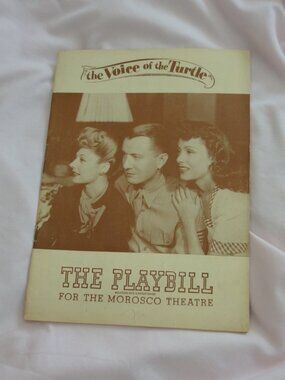 the Voice of the Turtle
THE PLAYBILL
FOR THE MOROSCO THEATRE